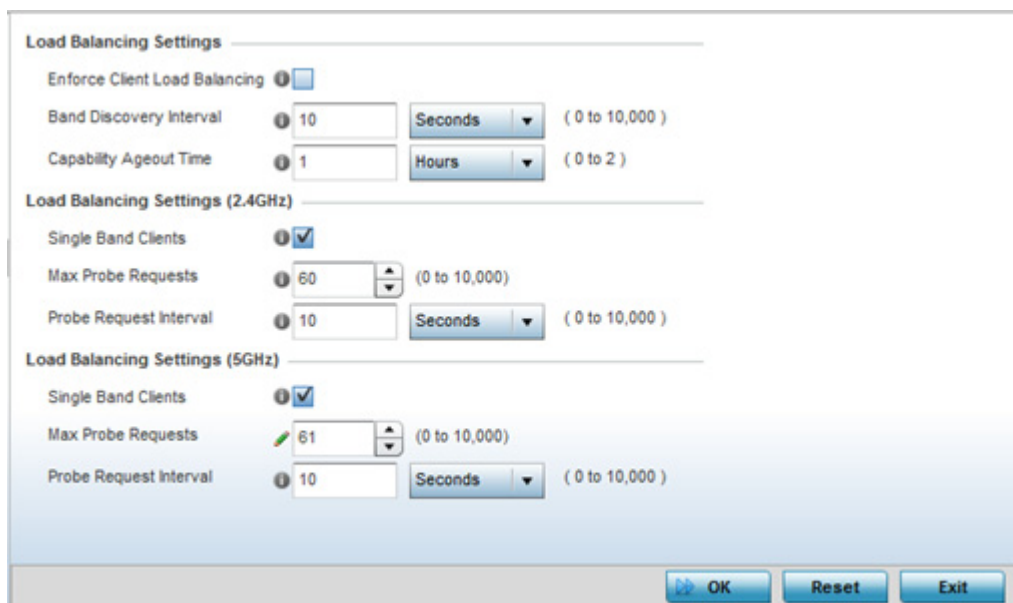 Load Balancing Settings
Enforce Client Load Balancing
Band Discovery Interval 10 Seconds ( 0 to 10,000 )
Capability Ageout Time 1 Hours ( 0 to 2 )
Load Balancing Settings (2.4GHz)
Single Band Clients
Max Probe Requests 60 (0 to 10,000)
Probe Request Interval 10 Seconds ( 0 to 10,000 )
Load Balancing Settings (5GHz)
Single Band Clients
Max Probe Requests 61 (0 to 10,000)
Probe Request Interval 10 Seconds ( 0 to 10,000 )
OK Reset Exit